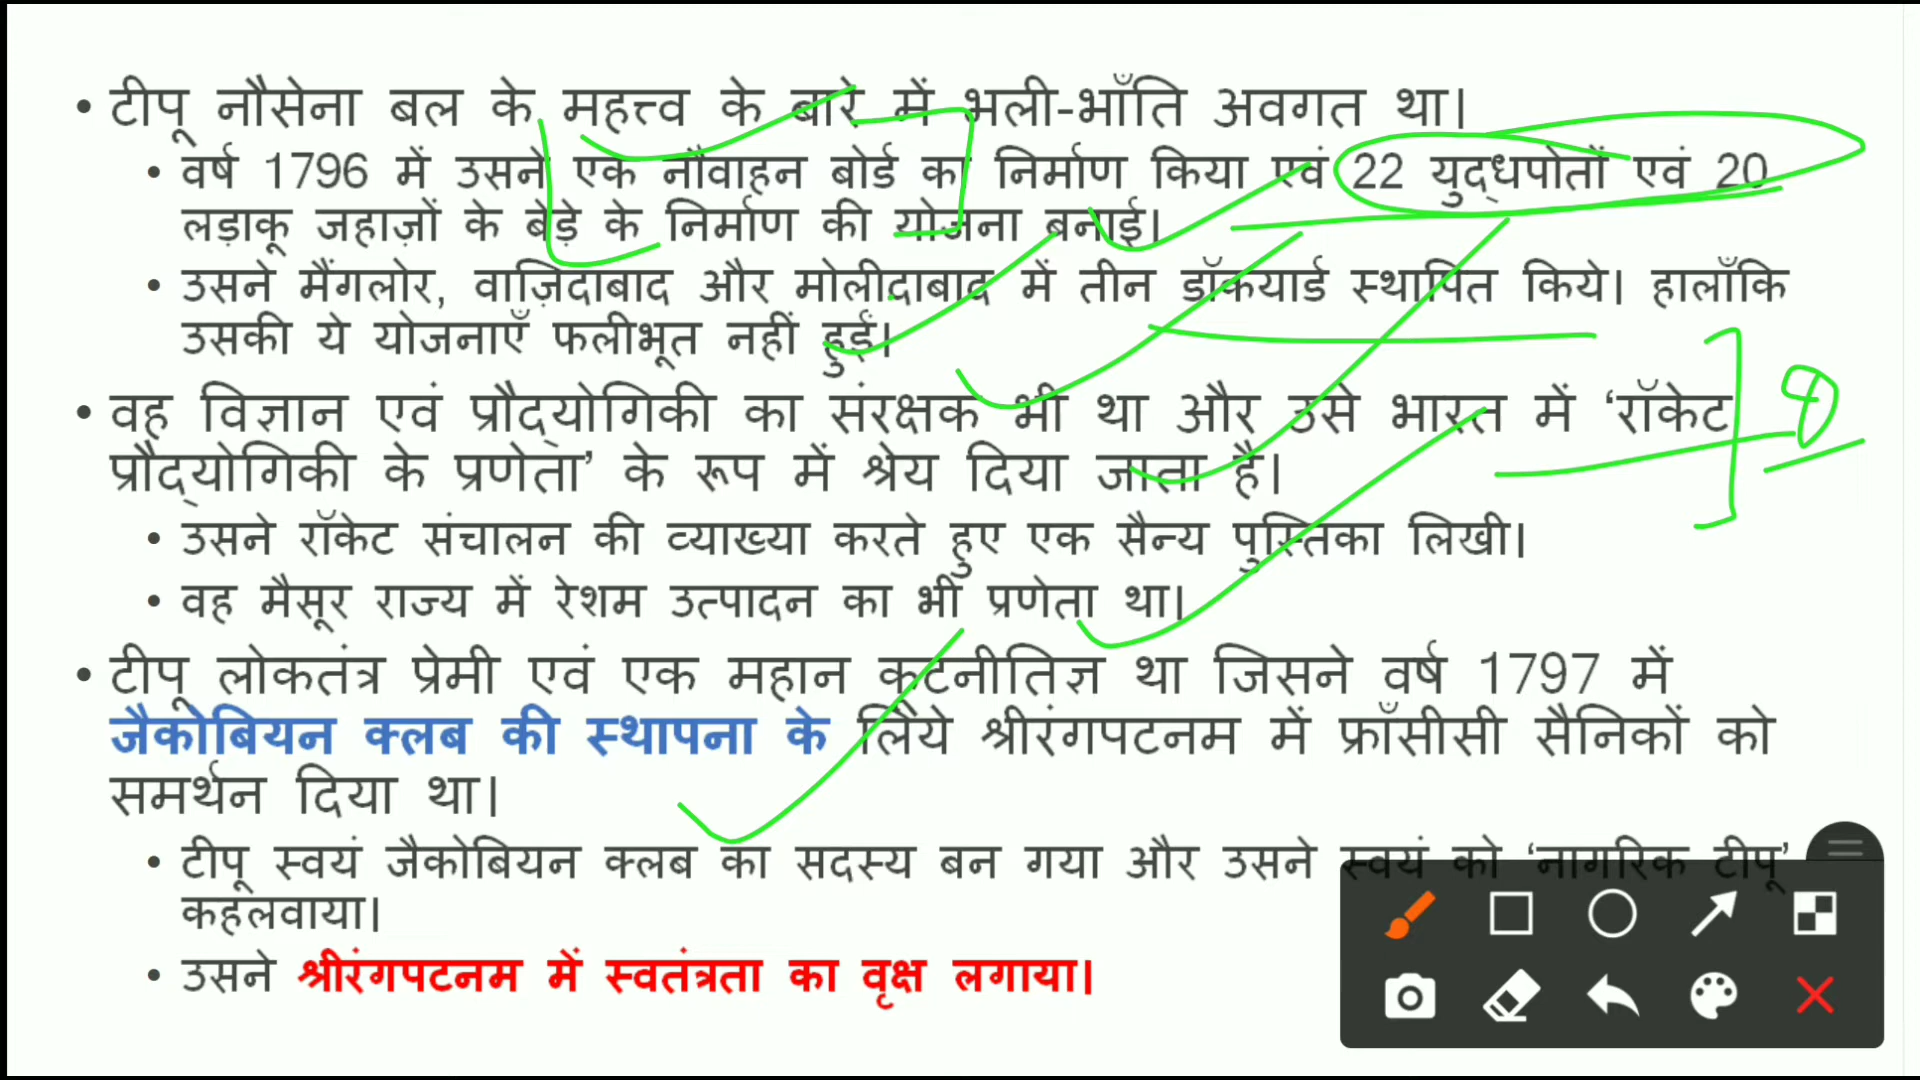 • टीपू नौसेना बल के महत्त्व के बारे में भली-भाँति अवगत था।
• वर्ष 1796 में उसने एक नौवाहन बोर्ड का निर्माण किया एवं 22 युद्धपोतों एवं 20
लड़ाकू जहाज़ों के बेड़े के निर्माण की योजना बनाई।
• उसने मैंगलोर, वाज़िदाबाद और मोलीदाबाद में तीन डॉकयार्ड स्थापित किये। हालाँकि
उसकी ये योजनाएँ फलीभूत नहीं हुईं।
• वह विज्ञान एवं प्रौद्योगिकी का संरक्षक भी था और उसे भारत में ‘रॉकेट
प्रौद्योगिकी के प्रणेता’ के रूप में श्रेय दिया जाता है।
• उसने रॉकेट संचालन की व्याख्या करते हुए एक सैन्य पुस्तिका लिखी।
• वह मैसूर राज्य में रेशम उत्पादन का भी प्रणेता था।
• टीपू लोकतंत्र प्रेमी एवं एक महान कूटनीतिज्ञ था जिसने वर्ष 1797 में
जैकोबियन क्लब की स्थापना के लिये श्रीरंगपटनम में फ्राँसीसी सैनिकों को
समर्थन दिया था।
• टीपू स्वयं जैकोबियन क्लब का सदस्य बन गया और उसने स्वयं को ‘नागरिक टीपू’
कहलवाया।
• उसने श्रीरंगपटनम में स्वतंत्रता का वृक्ष लगाया।